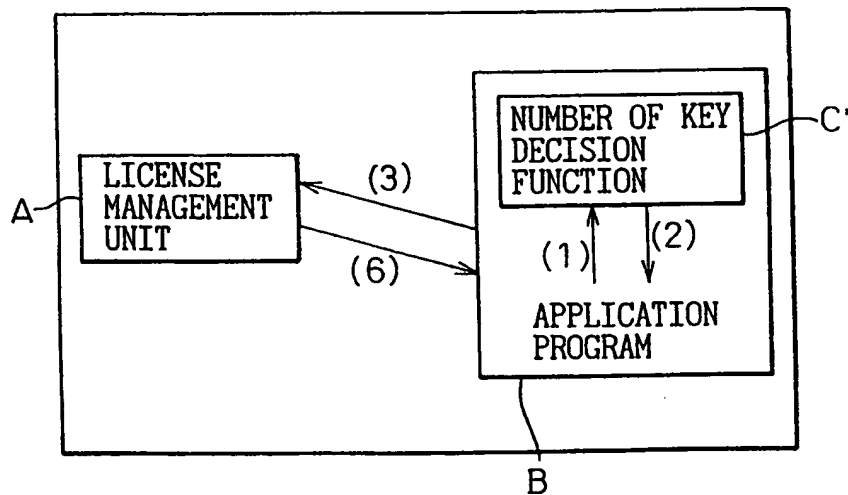 NUMBER OF KEY
DECISION
FUNCTION
C'
LICENSE
MANAGEMENT
UNIT
A
(3)
(6)
(1)
(2)
APPLICATION
PROGRAM
B